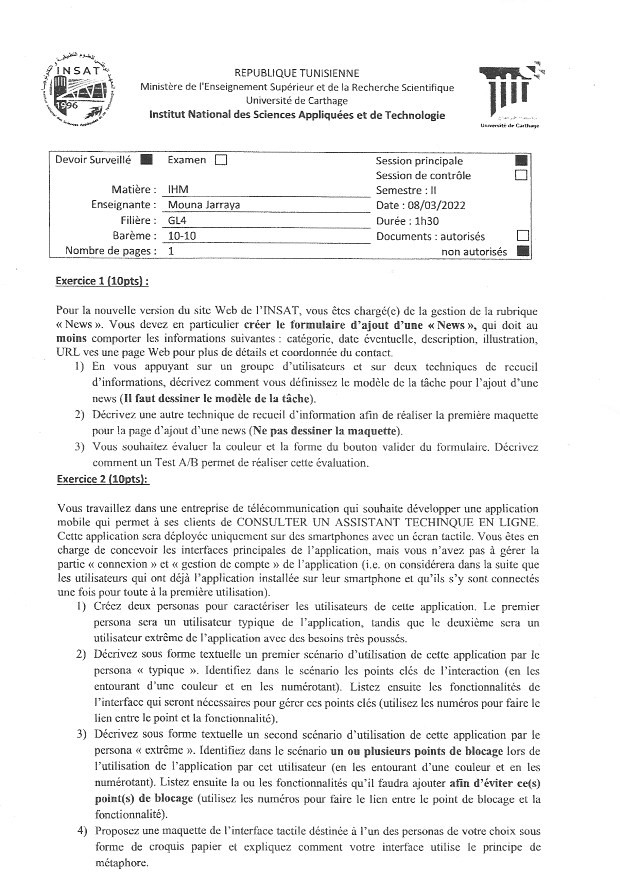 INSAT
1996
REPUBLIQUE TUNISIENNE
Ministère de l'Enseignement Supérieur et de la Recherche Scientifique
Université de Carthage
Institut National des Sciences Appliquées et de Technologie
Université de Carthage
Devoir Surveillé Examen Session principale
Session de contrôle
Matière : IHM Semestre : II
Enseignante : Mouna Jarraya Date : 08/03/2022
Filière : GL4 Durée : 1h30
Barème : 10-10 Documents : autorisés
Nombre de pages : 1 non autorisés
Exercice 1 (10pts) :
Pour la nouvelle version du site Web de l'INSAT, vous êtes chargé(e) de la gestion de la rubrique
« News ». Vous devez en particulier créer le formulaire d'ajout d'une « News », qui doit au
moins comporter les informations suivantes : catégorie, date éventuelle, description, illustration,
URL ves une page Web pour plus de détails et coordonnée du contact.
1) En vous appuyant sur un groupe d'utilisateurs et sur deux techniques de recueil
d'informations, décrivez comment vous définissez le modèle de la tâche pour l'ajout d'une
news (Il faut dessiner le modèle de la tâche).
2) Décrivez une autre technique de recueil d'information afin de réaliser la première maquette
pour la page d'ajout d'une news (Ne pas dessiner la maquette).
3) Vous souhaitez évaluer la couleur et la forme du bouton valider du formulaire. Décrivez
comment un Test A/B permet de réaliser cette évaluation.
Exercice 2 (10pts):
Vous travaillez dans une entreprise de télécommunication qui souhaite développer une application
mobile qui permet à ses clients de CONSULTER UN ASSISTANT TECHINQUE EN LIGNE.
Cette application sera déployée uniquement sur des smartphones avec un écran tactile. Vous êtes en
charge de concevoir les interfaces principales de l'application, mais vous n'avez pas à gérer la
partie « connexion » et « gestion de compte » de l'application (i.e. on considérera dans la suite que
les utilisateurs qui ont déjà l'application installée sur leur smartphone et qu'ils s'y sont connectés
une fois pour toute à la première utilisation).
1) Créez deux personas pour caractériser les utilisateurs de cette application. Le premier
persona sera un utilisateur typique de l'application, tandis que le deuxième sera un
utilisateur extrême de l'application avec des besoins très poussés.
2) Décrivez sous forme textuelle un premier scénario d'utilisation de cette application par le
persona « typique ». Identifiez dans le scénario les points clés de l'interaction (en les
entourant d'une couleur et en les numérotant). Listez ensuite les fonctionnalités de
l'interface qui seront nécessaires pour gérer ces points clés (utilisez les numéros pour faire le
lien entre le point et la fonctionnalité).
3) Décrivez sous forme textuelle un second scénario d'utilisation de cette application par le
persona « extrême ». Identifiez dans le scénario un ou plusieurs points de blocage lors de
l'utilisation de l'application par cet utilisateur (en les entourant d'une couleur et en les
numérotant). Listez ensuite la ou les fonctionnalités qu'il faudra ajouter afin d'éviter ce(s)
point(s) de blocage (utilisez les numéros pour faire le lien entre le point de blocage et la
fonctionnalité).
4) Proposez une maquette de l'interface tactile déstinée à l'un des personas de votre choix sous
forme de croquis papier et expliquez comment votre interface utilise le principe de
métaphore.